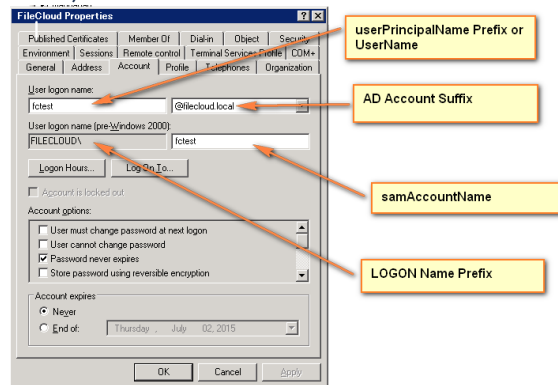 FileCloud Properties
Published Certificates Member Of Dial-in Object Security
Environment Sessions Remote control Terminal Services Profile COM+
General Address Account Profile Telephones Organization
User logon name:
fctest @filecloud.local
User logon name (pre-Windows 2000):
FILECLOUD\ fctest
Logon Hours... Log On To...
Account is locked out
Account options:
User must change password at next logon
User cannot change password
Password never expires
Store password using reversible encryption
Account expires
Never
End of: Thursday , July 02, 2015
OK Cancel Apply
userPrincipalName Prefix or
UserName
AD Account Suffix
samAccountName
LOGON Name Prefix